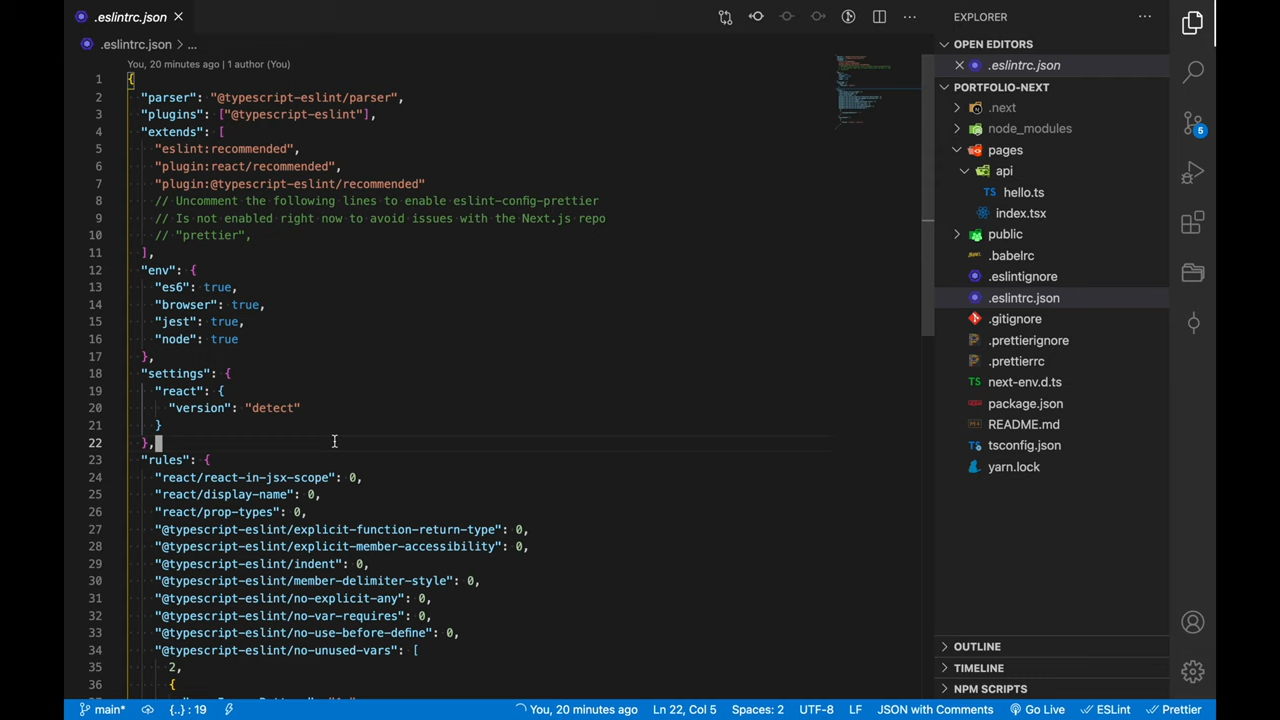 .eslintrc.json
.eslintrc.json > ...
You, 20 minutes ago | 1 author (You)
1 {
2 "parser": "@typescript-eslint/parser",
3 "plugins": ["@typescript-eslint"],
4 "extends": [
5 "eslint:recommended",
6 "plugin:react/recommended",
7 "plugin:@typescript-eslint/recommended"
8 // Uncomment the following lines to enable eslint-config-prettier
9 // Is not enabled right now to avoid issues with the Next.js repo
10 // "prettier",
11 ],
12 "env": {
13 "es6": true,
14 "browser": true,
15 "jest": true,
16 "node": true
17 },
18 "settings": {
19 "react": {
20 "version": "detect"
21 }
22 },
23 "rules": {
24 "react/react-in-jsx-scope": 0,
25 "react/display-name": 0,
26 "react/prop-types": 0,
27 "@typescript-eslint/explicit-function-return-type": 0,
28 "@typescript-eslint/explicit-member-accessibility": 0,
29 "@typescript-eslint/indent": 0,
30 "@typescript-eslint/member-delimiter-style": 0,
31 "@typescript-eslint/no-explicit-any": 0,
32 "@typescript-eslint/no-var-requires": 0,
33 "@typescript-eslint/no-use-before-define": 0,
34 "@typescript-eslint/no-unused-vars": [
35 2,
36 {
EXPLORER
OPEN EDITORS
.eslintrc.json
PORTFOLIO-NEXT
.next
node_modules
pages
api
TS hello.ts
index.tsx
public
.babelrc
.eslintignore
.eslintrc.json
.gitignore
.prettierignore
.prettierrc
TS next-env.d.ts
package.json
README.md
tsconfig.json
yarn.lock
OUTLINE
TIMELINE
NPM SCRIPTS
5
main*
{..} : 19
You, 20 minutes ago
Ln 22, Col 5
Spaces: 2
UTF-8
LF
JSON with Comments
Go Live
ESLint
Prettier